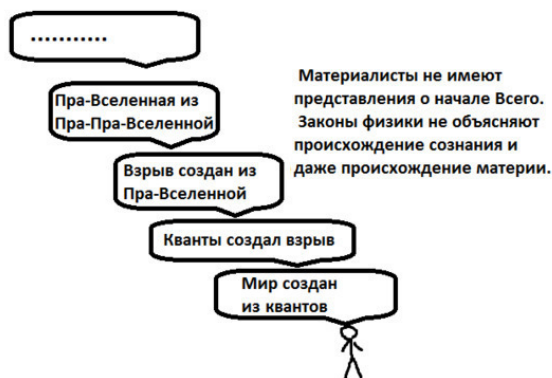 ...........
Пра-Вселенная из
Пра-Пра-Вселенной
Взрыв создан из
Пра-Вселенной
Кванты создал взрыв
Мир создан
из квантов
Материалисты не имеют
представления о начале Всего.
Законы физики не объясняют
происхождение сознания и
даже происхождение материи.